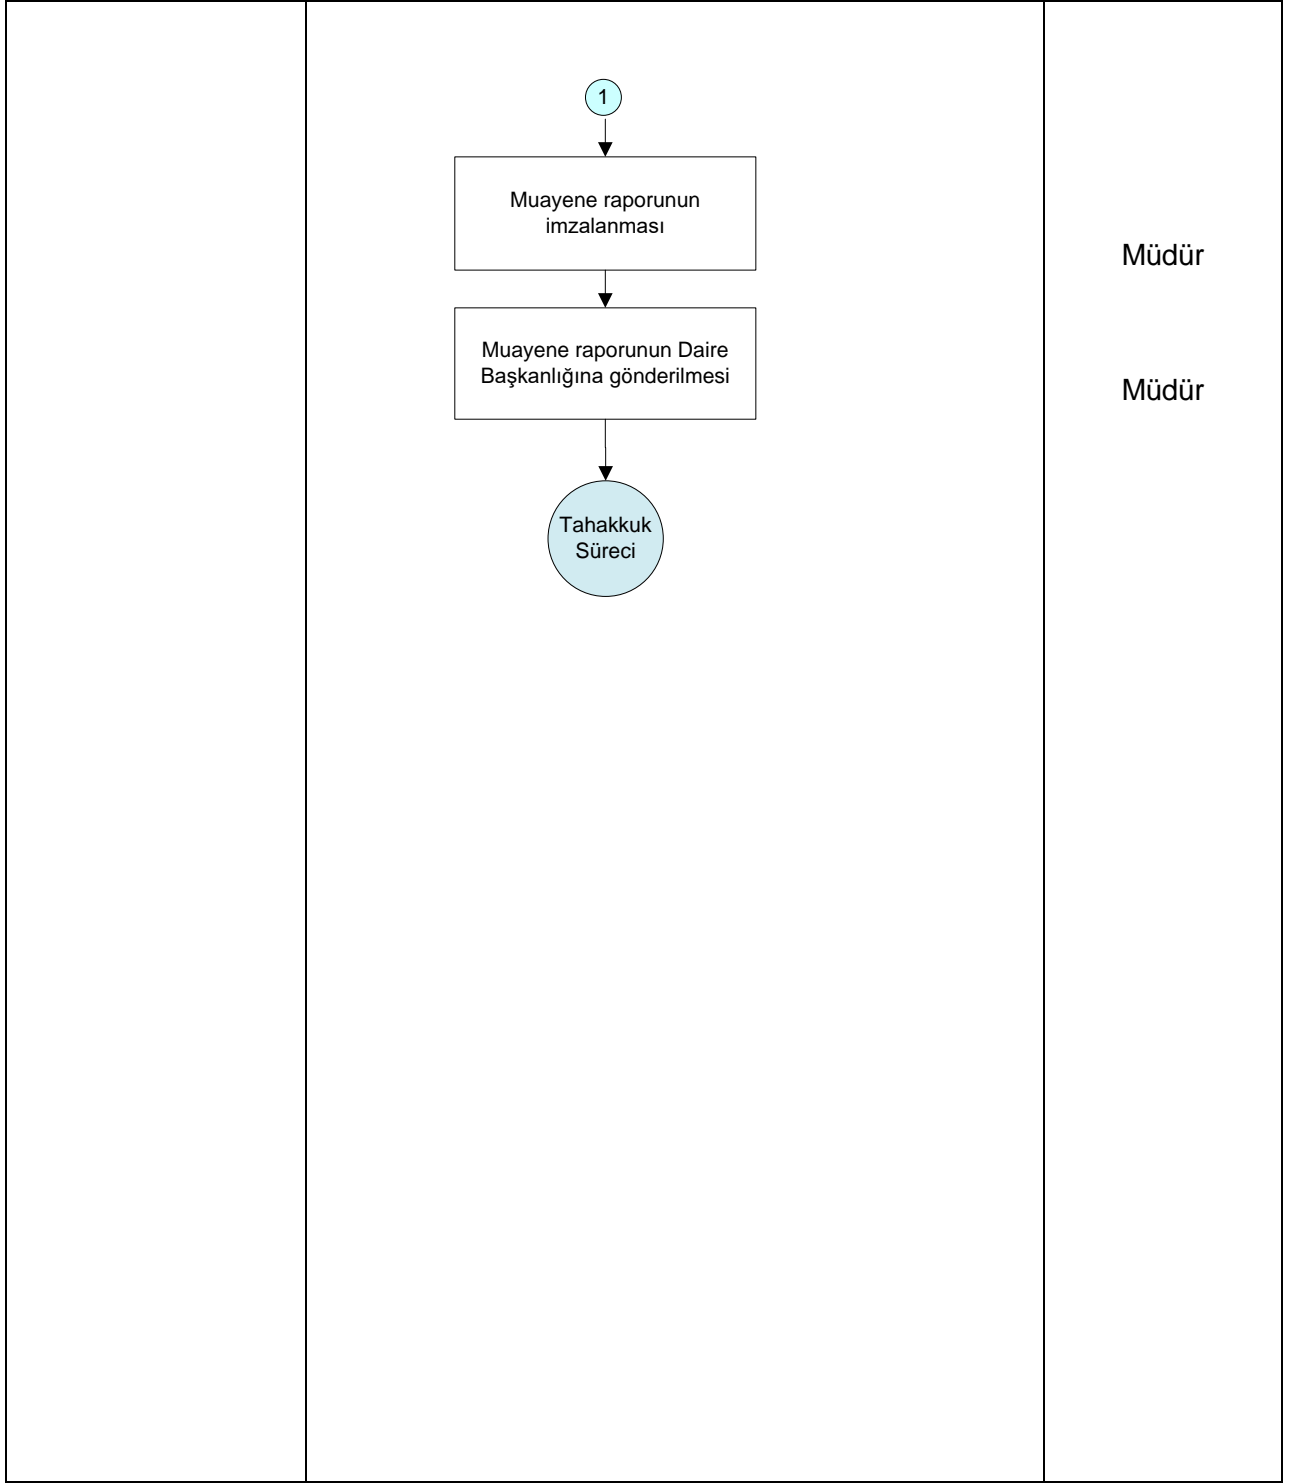 1
Muayene raporunun
imzalanması
Müdür
Muayene raporunun Daire
Başkanlığına gönderilmesi
Müdür
Tahakkuk
Süreci